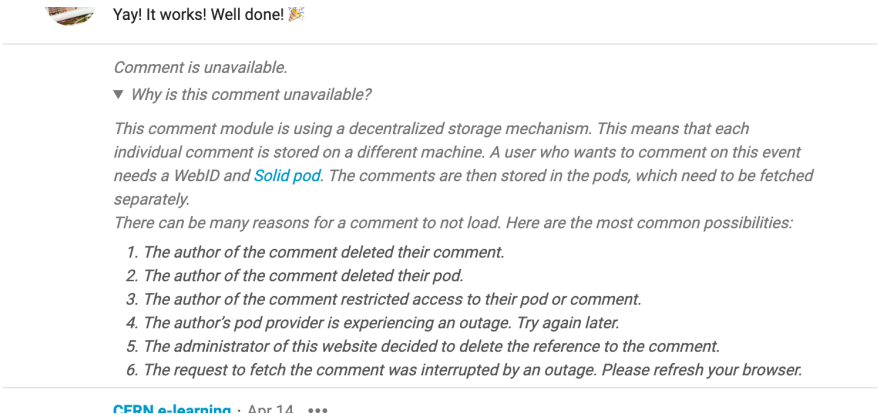 Yay! It works! Well done! 🎉
Comment is unavailable.
▼ Why is this comment unavailable?
This comment module is using a decentralized storage mechanism. This means that each
individual comment is stored on a different machine. A user who wants to comment on this event
needs a WebID and Solid pod. The comments are then stored in the pods, which need to be fetched
separately.
There can be many reasons for a comment to not load. Here are the most common possibilities:
1. The author of the comment deleted their comment.
2. The author of the comment deleted their pod.
3. The author of the comment restricted access to their pod or comment.
4. The author's pod provider is experiencing an outage. Try again later.
5. The administrator of this website decided to delete the reference to the comment.
6. The request to fetch the comment was interrupted by an outage. Please refresh your browser.
CERN e-learning · Apr 14 •••